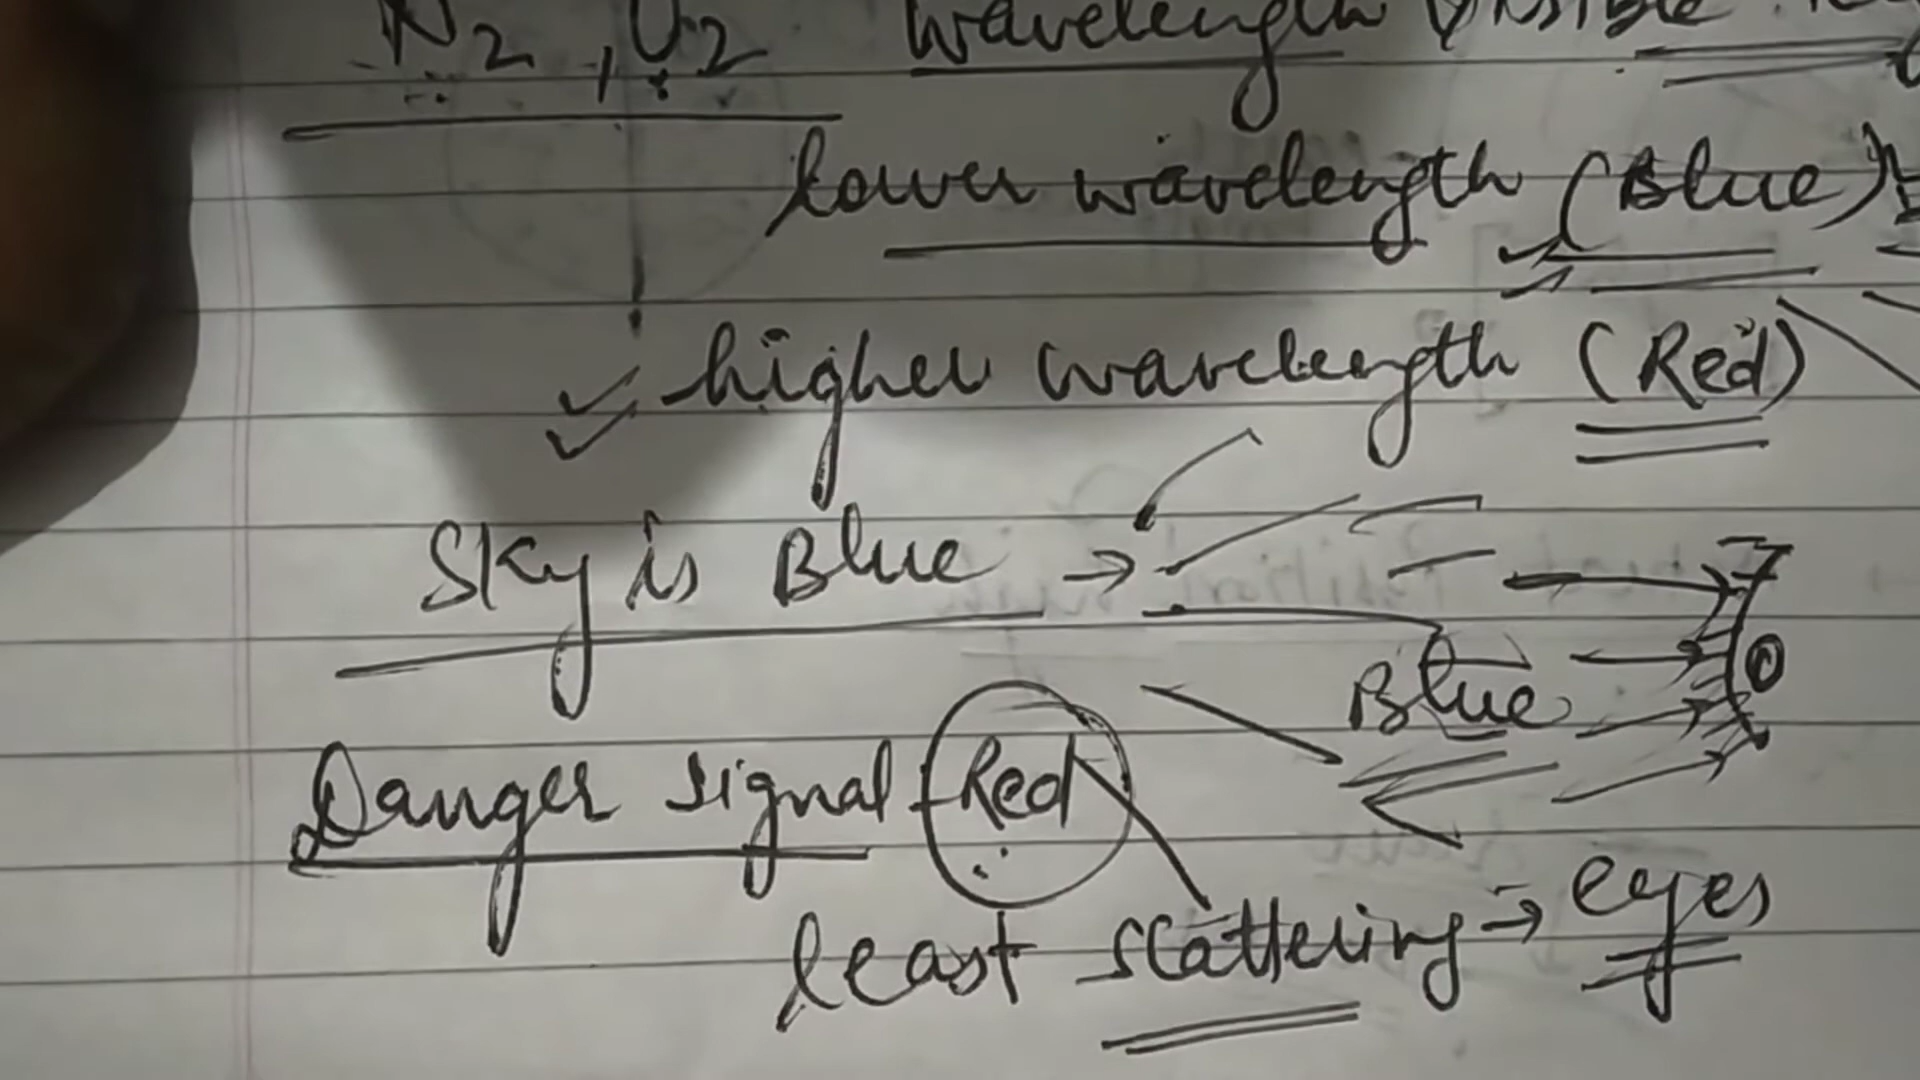 N2, O2 wavelength visible
lower wavelength (Blue)
higher wavelength (Red)
Sky is Blue →
Blue
Danger signal - Red
least scattering → eyes